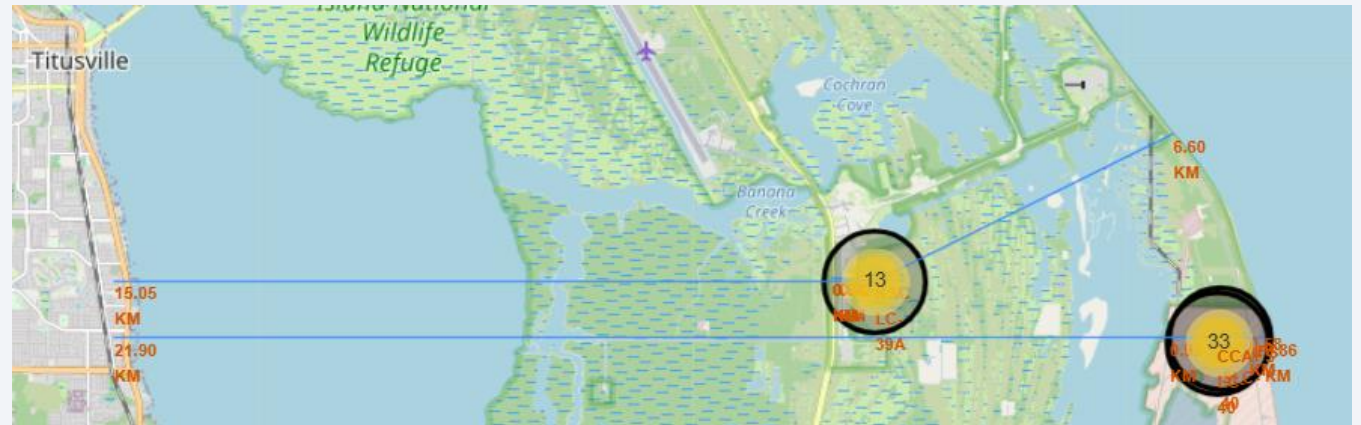 Island National
Wildlife
Refuge
Titusville
Cochran
Cove
6.60
KM
Banana
Creek
13
15.05
KM
LC-
39A
21.90
KM
33
KM
KM
40